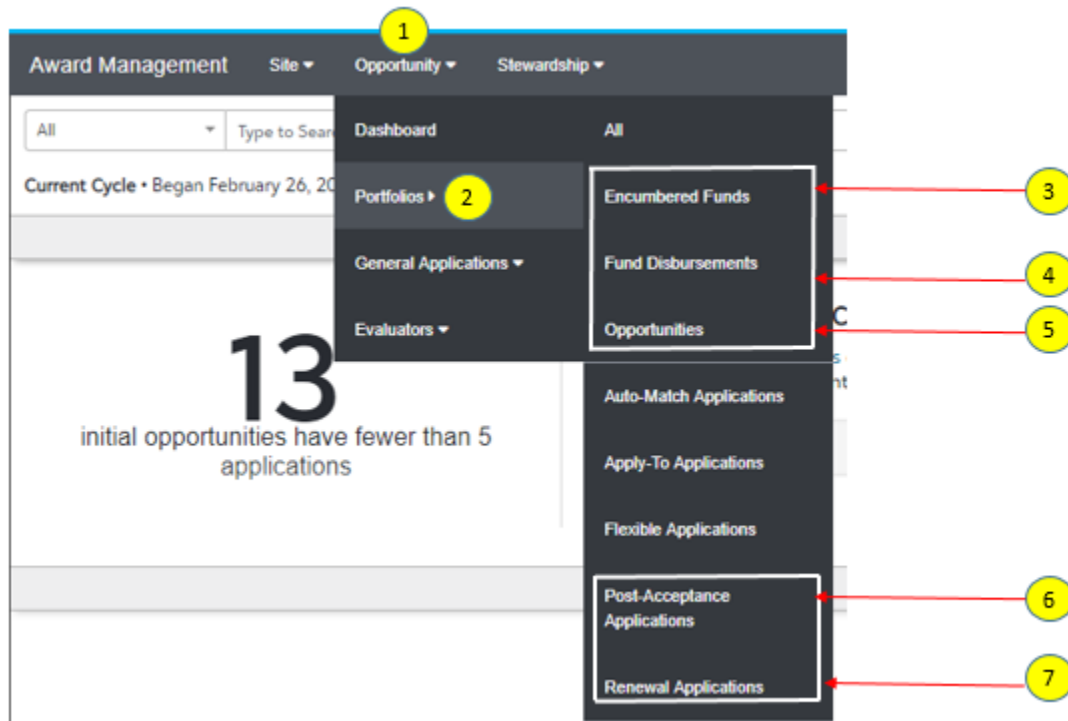 1
Award Management Site Opportunity Stewardship
All Type to Sear Dashboard All
Current Cycle • Began February 26, 20 Portfolios 2 Encumbered Funds 3
General Applications Fund Disbursements 4
Evaluators Opportunities 5
13
initial opportunities have fewer than 5
applications
Auto-Match Applications
Apply-To Applications
Flexible Applications
Post-Acceptance 6
Applications
Renewal Applications 7